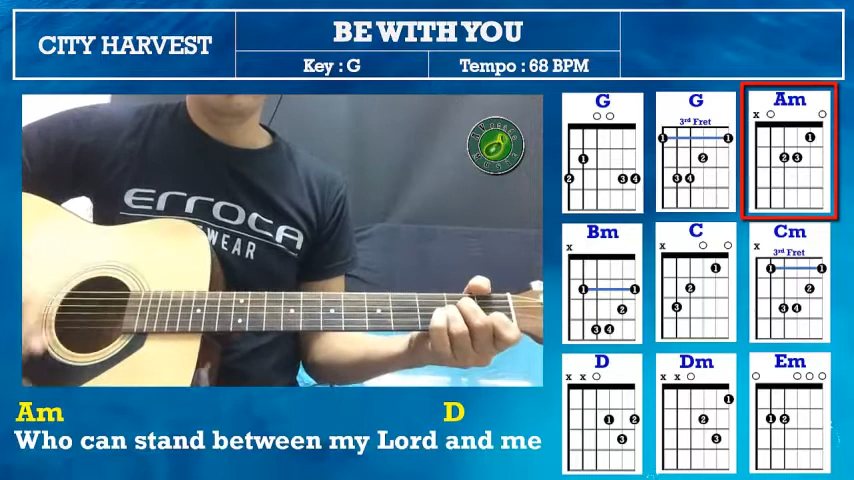 CITY HARVEST
BE WITH YOU
Key : G
Tempo : 68 BPM
G
G
3rd Fret
Am
Bm
C
Cm
3rd Fret
D
Dm
Em
ERROCA
WEAR
Am D
Who can stand between my Lord and me